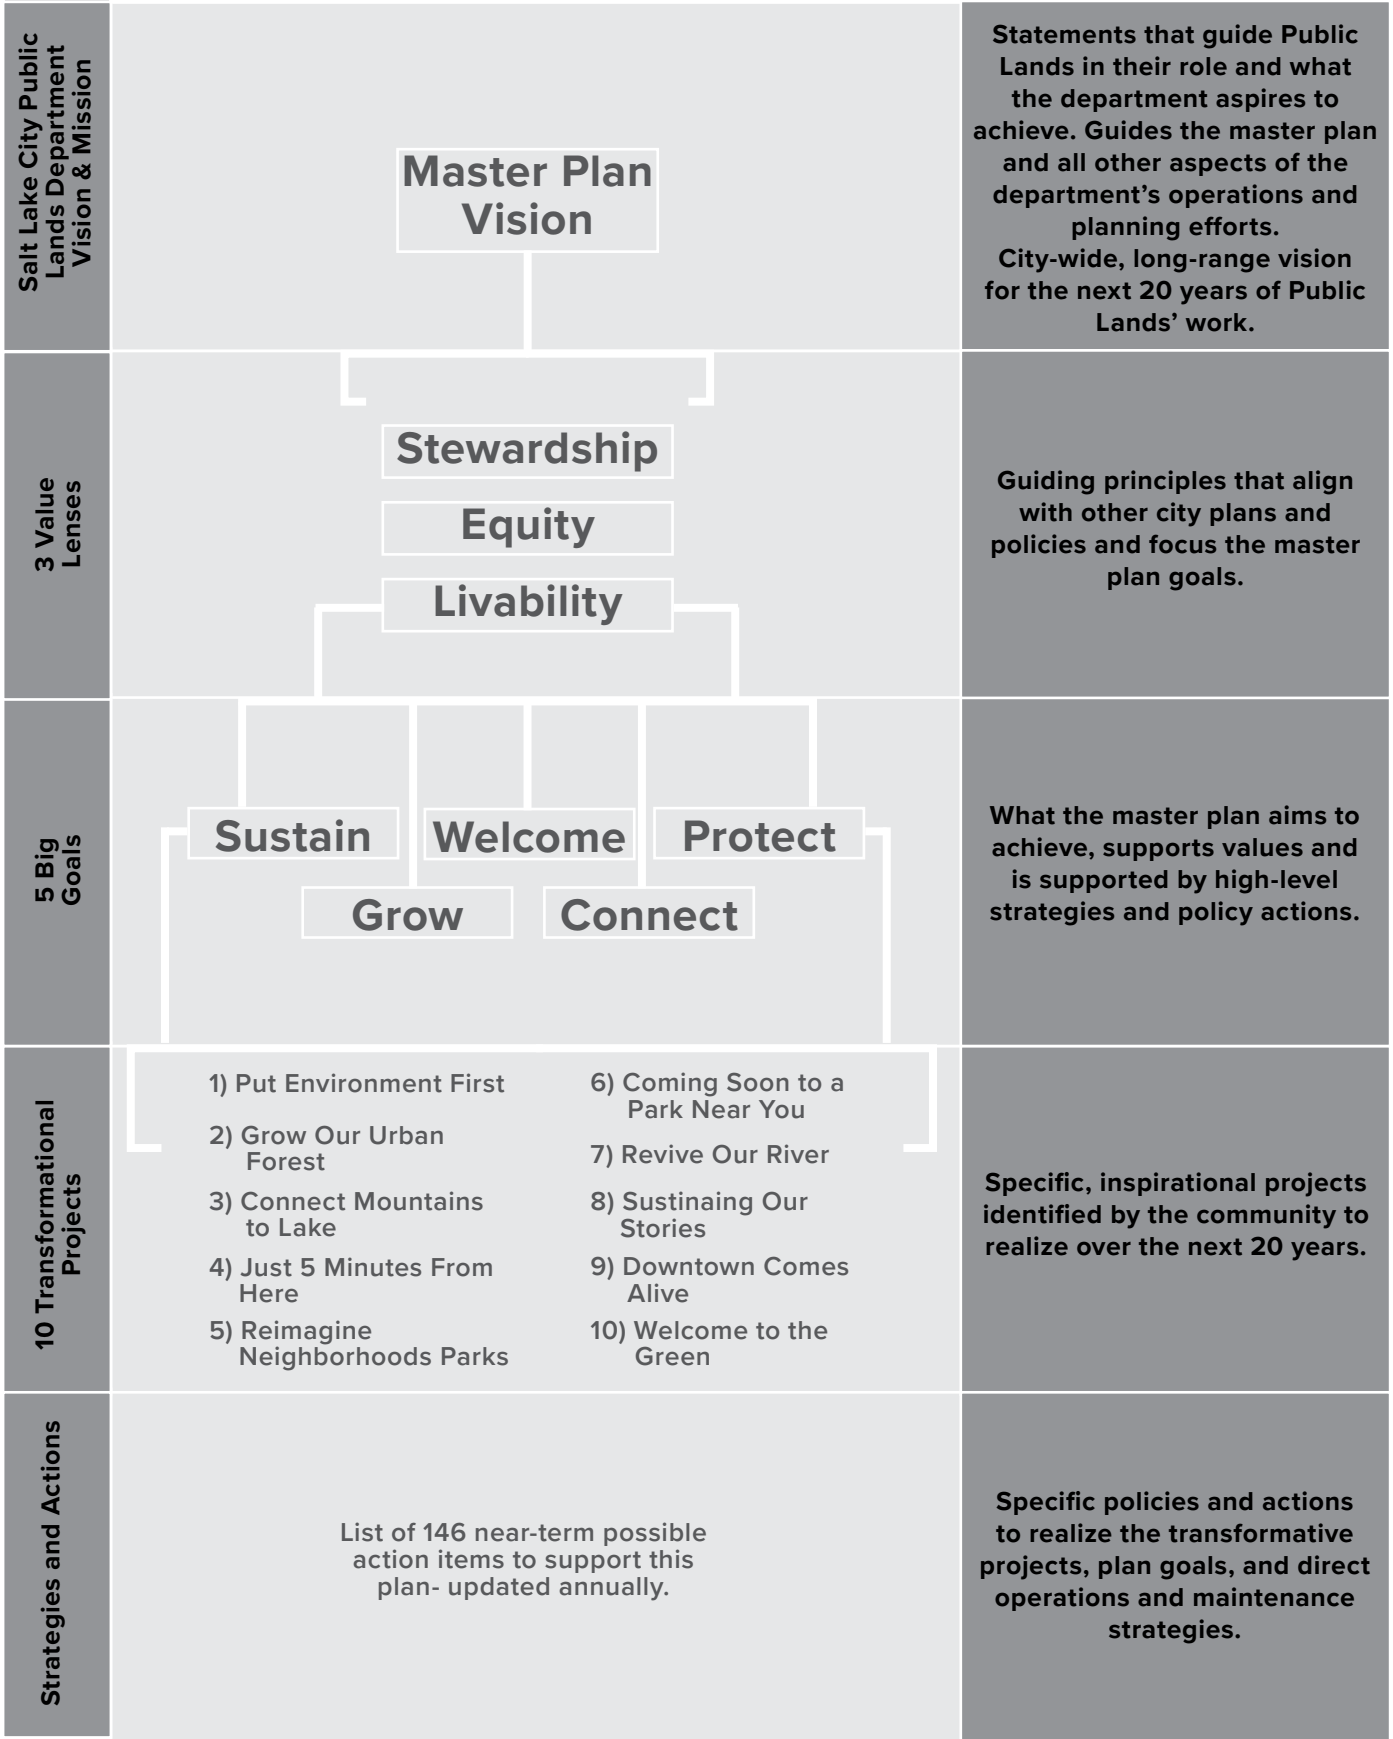 Salt Lake City Public
Lands Department
Vision & Mission
Master Plan
Vision
Statements that guide Public
Lands in their role and what
the department aspires to
achieve. Guides the master plan
and all other aspects of the
department’s operations and
planning efforts.
City-wide, long-range vision
for the next 20 years of Public
Lands’ work.
3 Value
Lenses
Stewardship
Equity
Livability
Guiding principles that align
with other city plans and
policies and focus the master
plan goals.
5 Big
Goals
Sustain
Welcome
Protect
Grow
Connect
What the master plan aims to
achieve, supports values and
is supported by high-level
strategies and policy actions.
10 Transformational
Projects
1) Put Environment First
2) Grow Our Urban
Forest
3) Connect Mountains
to Lake
4) Just 5 Minutes From
Here
5) Reimagine
Neighborhoods Parks
6) Coming Soon to a
Park Near You
7) Revive Our River
8) Sustinaing Our
Stories
9) Downtown Comes
Alive
10) Welcome to the
Green
Specific, inspirational projects
identified by the community to
realize over the next 20 years.
Strategies and Actions
List of 146 near-term possible
action items to support this
plan- updated annually.
Specific policies and actions
to realize the transformative
projects, plan goals, and direct
operations and maintenance
strategies.